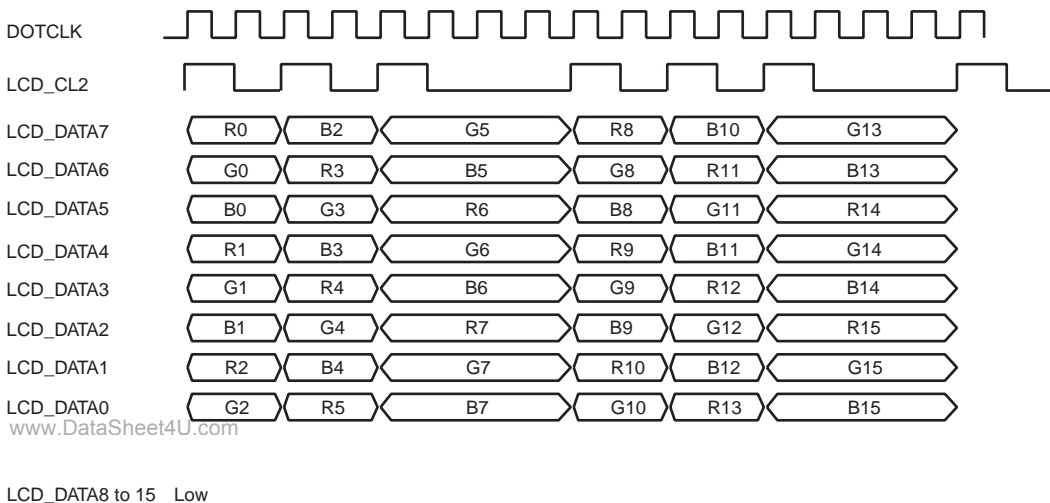 DOTCLK
LCD_CL2
LCD_DATA7 R0 B2 G5 R8 B10 G13
LCD_DATA6 G0 R3 B5 G8 R11 B13
LCD_DATA5 B0 G3 R6 B8 G11 R14
LCD_DATA4 R1 B3 G6 R9 B11 G14
LCD_DATA3 G1 R4 B6 G9 R12 B14
LCD_DATA2 B1 G4 R7 B9 G12 R15
LCD_DATA1 R2 B4 G7 R10 B12 G15
LCD_DATA0 G2 R5 B7 G10 R13 B15
www.DataSheet4U.com
LCD_DATA8 to 15 Low